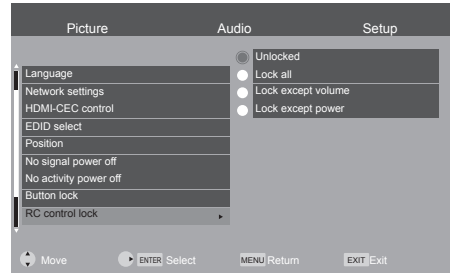 Picture Audio Setup
Language
Network settings
HDMI-CEC control
EDID select
Position
No signal power off
No activity power off
Button lock
RC control lock
Unlocked
Lock all
Lock except volume
Lock except power
Move ENTER Select MENU Return EXIT Exit